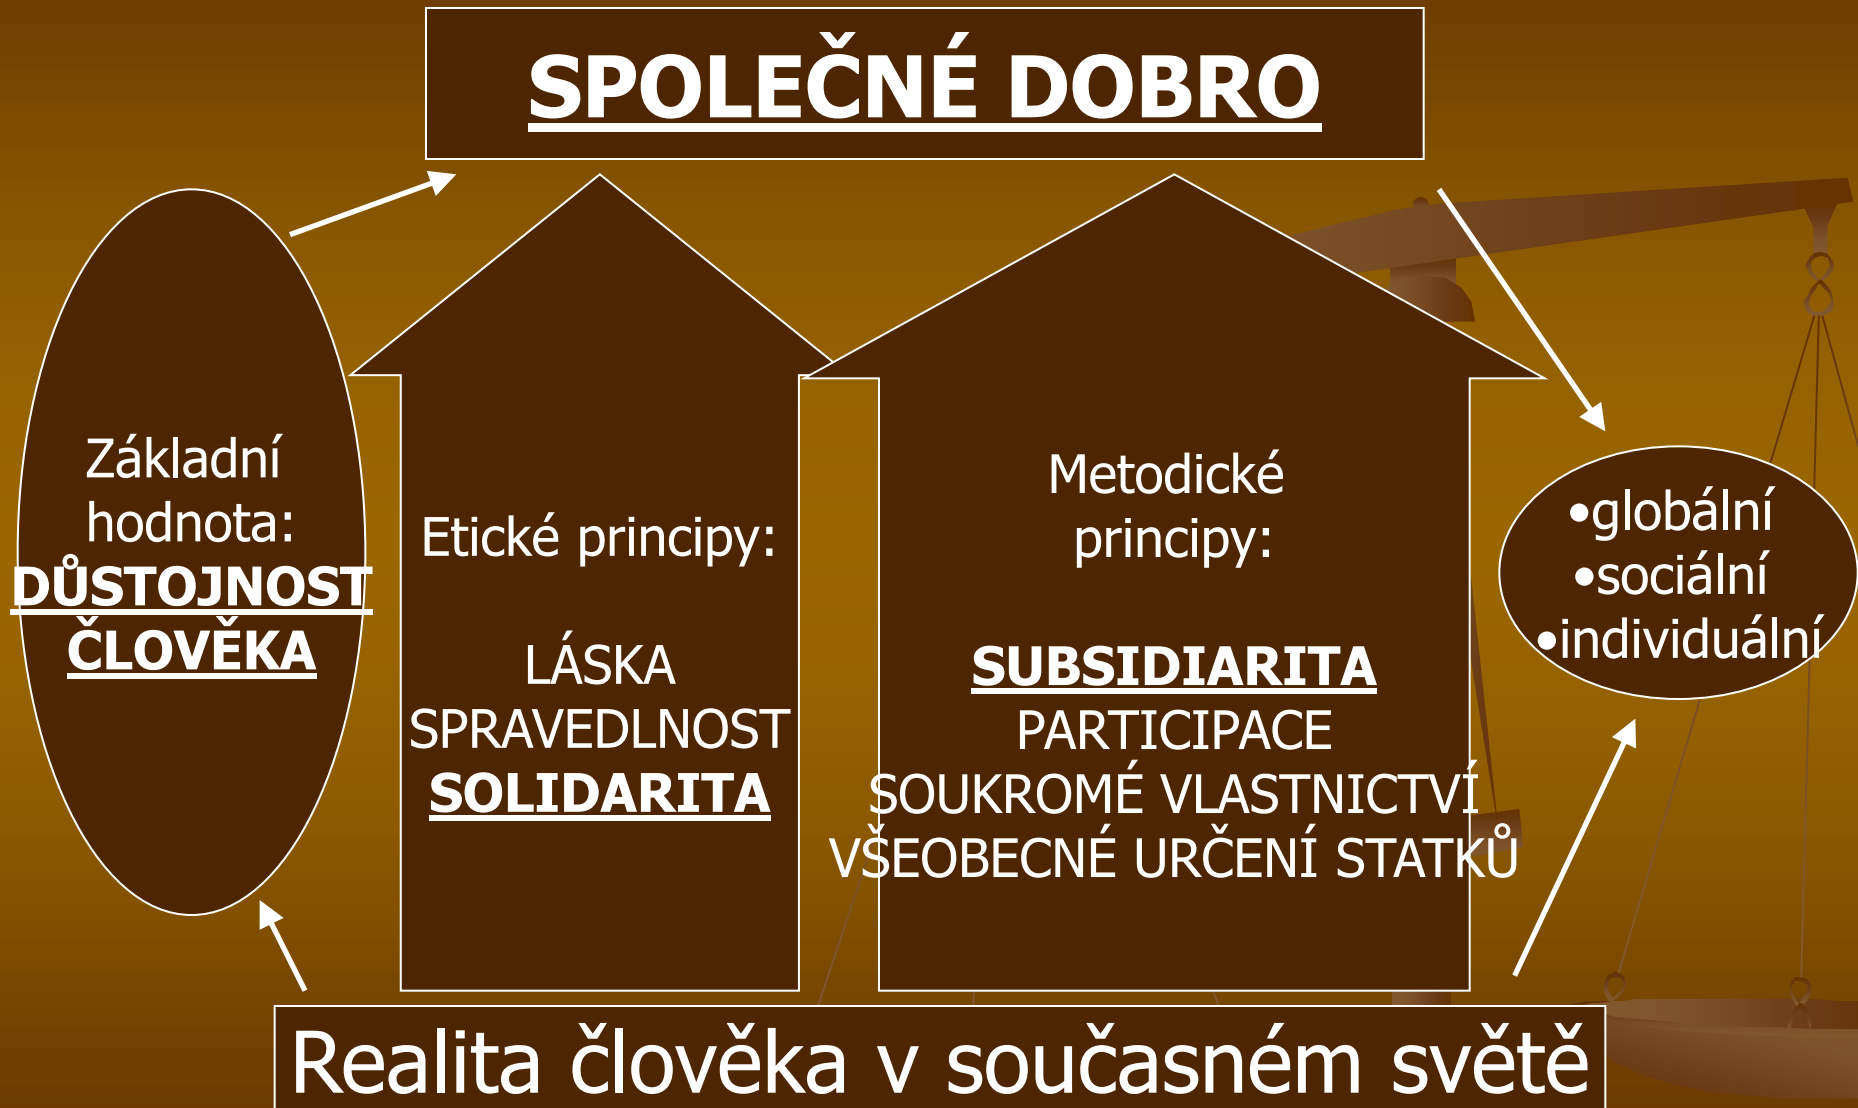 SPOLEČNÉ DOBRO
Základní
hodnota:
DŮSTOJNOST
ČLOVĚKA
Etické principy:
LÁSKA
SPRAVEDLNOST
SOLIDARITA
Metodické
principy:
SUBSIDIARITA
PARTICIPACE
SOUKROMÉ VLASTNICTVÍ
VŠEOBECNÉ URČENÍ STATKŮ
•globální
•sociální
•individuální
Realita člověka v současném světě